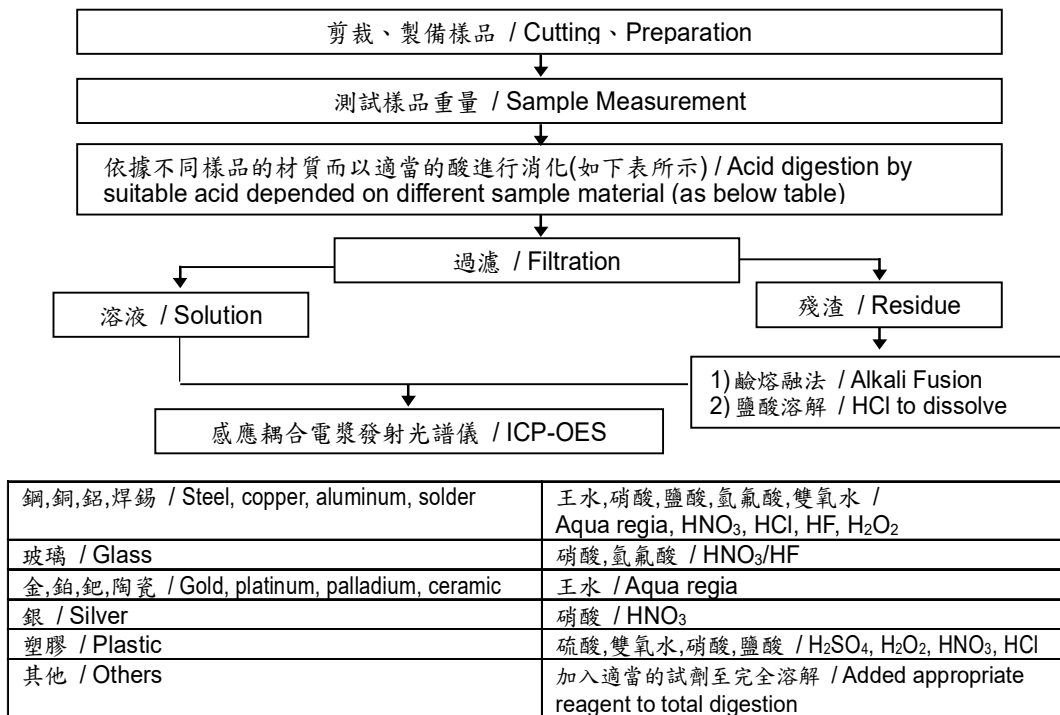 剪裁、製備樣品 / Cutting、Preparation
測試樣品重量 / Sample Measurement
依據不同樣品的材質而以適當的酸進行消化(如下表所示) / Acid digestion by
suitable acid depended on different sample material (as below table)
過濾 / Filtration
溶液 / Solution
殘渣 / Residue
1)鹼熔融法 / Alkali Fusion
2)鹽酸溶解 / HCl to dissolve
感應耦合電漿發射光譜儀 / ICP-OES
鋼,銅,鋁,焊錫 / Steel, copper, aluminum, solder
王水,硝酸,鹽酸,氫氟酸,雙氧水 /
Aqua regia, HNO₃, HCl, HF, H₂O₂
玻璃 / Glass
硝酸,氫氟酸 / HNO₃/HF
金,鉑,鈀,陶瓷 / Gold, platinum, palladium, ceramic
王水 / Aqua regia
銀 / Silver
硝酸 / HNO₃
塑膠 / Plastic
硫酸,雙氧水,硝酸,鹽酸 / H₂SO₄, H₂O₂, HNO₃, HCl
其他 / Others
加入適當的試劑至完全溶解 / Added appropriate
reagent to total digestion